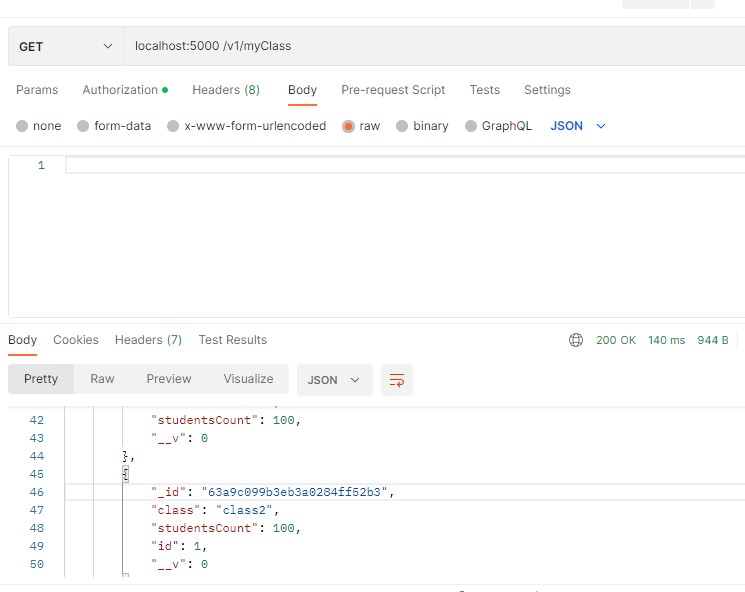 GET localhost:5000 /v1/myClass
Params Authorization Headers (8) Body Pre-request Script Tests Settings
none form-data x-www-form-urlencoded raw binary GraphQL JSON
1
Body Cookies Headers (7) Test Results 200 OK 140 ms 944 B
Pretty Raw Preview Visualize JSON
42 "studentsCount": 100,
43 "__v": 0
44 },
45 {
46 "_id": "63a9c099b3eb3a0284ff52b3",
47 "class": "class2",
48 "studentsCount": 100,
49 "id": 1,
50 "__v": 0